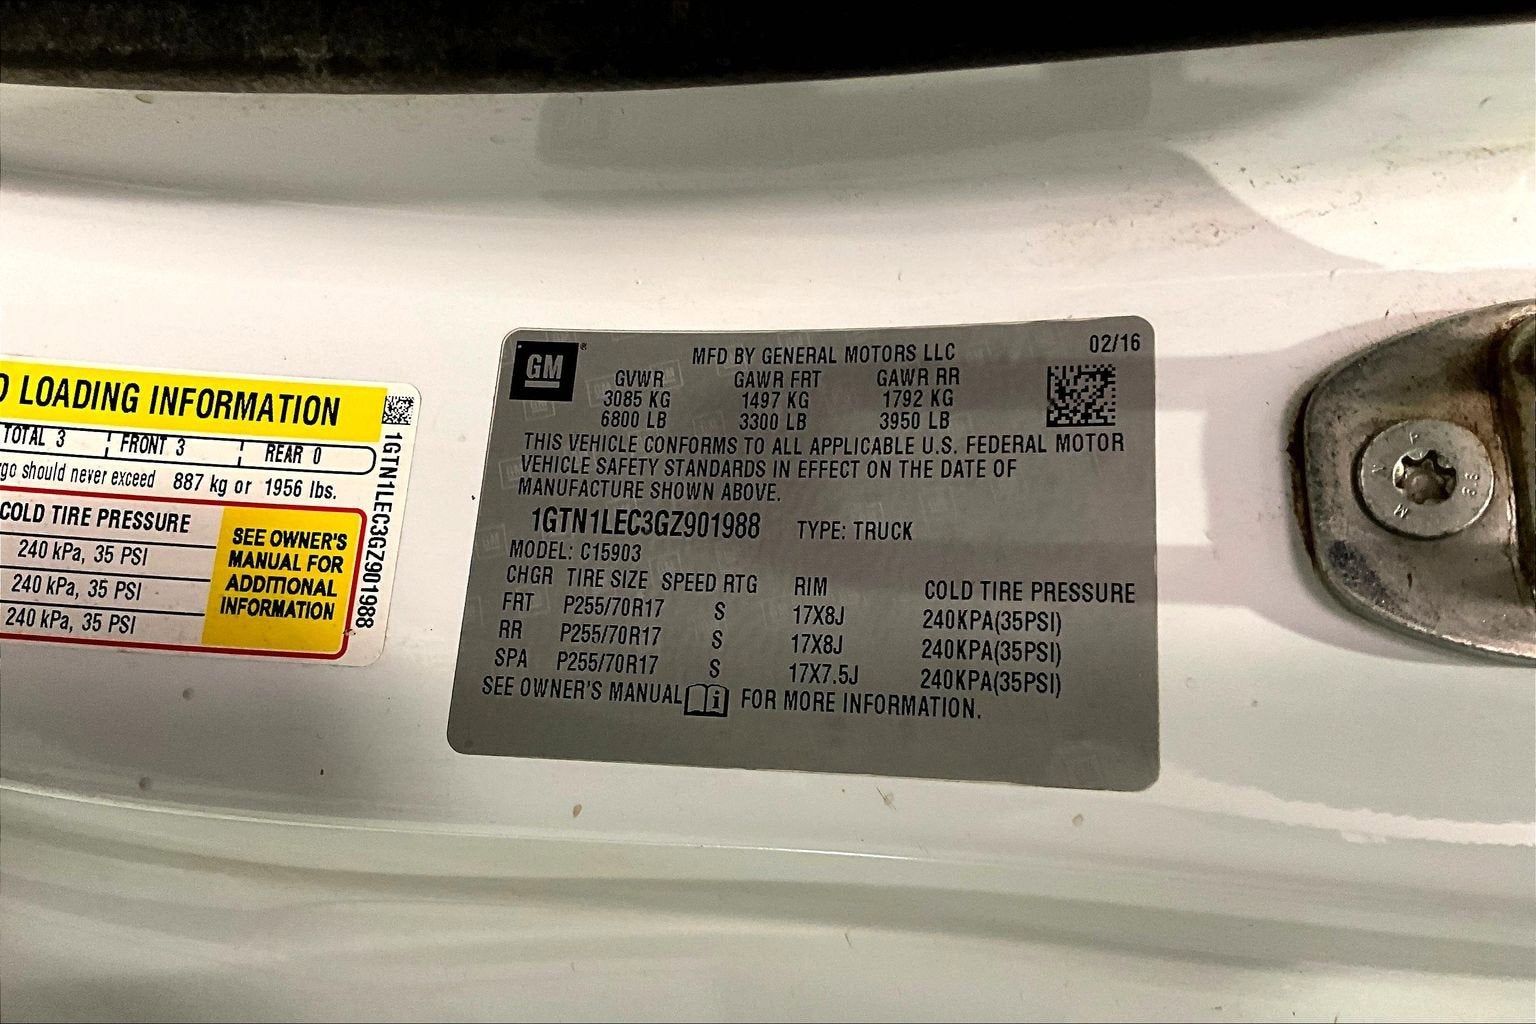 LOADING INFORMATION
TOTAL 3 FRONT 3 REAR 0
should never exceed 887 kg or 1956 lbs.
COLD TIRE PRESSURE
240 kPa, 35 PSI
240 kPa, 35 PSI
240 kPa, 35 PSI
SEE OWNER'S
MANUAL FOR
ADDITIONAL
INFORMATION
1GTN1LEC3GZ901988
GM
MFD BY GENERAL MOTORS LLC 02/16
GVWR GAWR FRT GAWR RR
3085 KG 1497 KG 1792 KG
6800 LB 3300 LB 3950 LB
THIS VEHICLE CONFORMS TO ALL APPLICABLE U.S. FEDERAL MOTOR
VEHICLE SAFETY STANDARDS IN EFFECT ON THE DATE OF
MANUFACTURE SHOWN ABOVE.
1GTN1LEC3GZ901988 TYPE: TRUCK
MODEL: C15903
CHGR TIRE SIZE SPEED RTG RIM COLD TIRE PRESSURE
FRT P255/70R17 S 17X8J 240KPA(35PSI)
RR P255/70R17 S 17X8J 240KPA(35PSI)
SPA P255/70R17 S 17X7.5J 240KPA(35PSI)
SEE OWNER'S MANUAL FOR MORE INFORMATION.